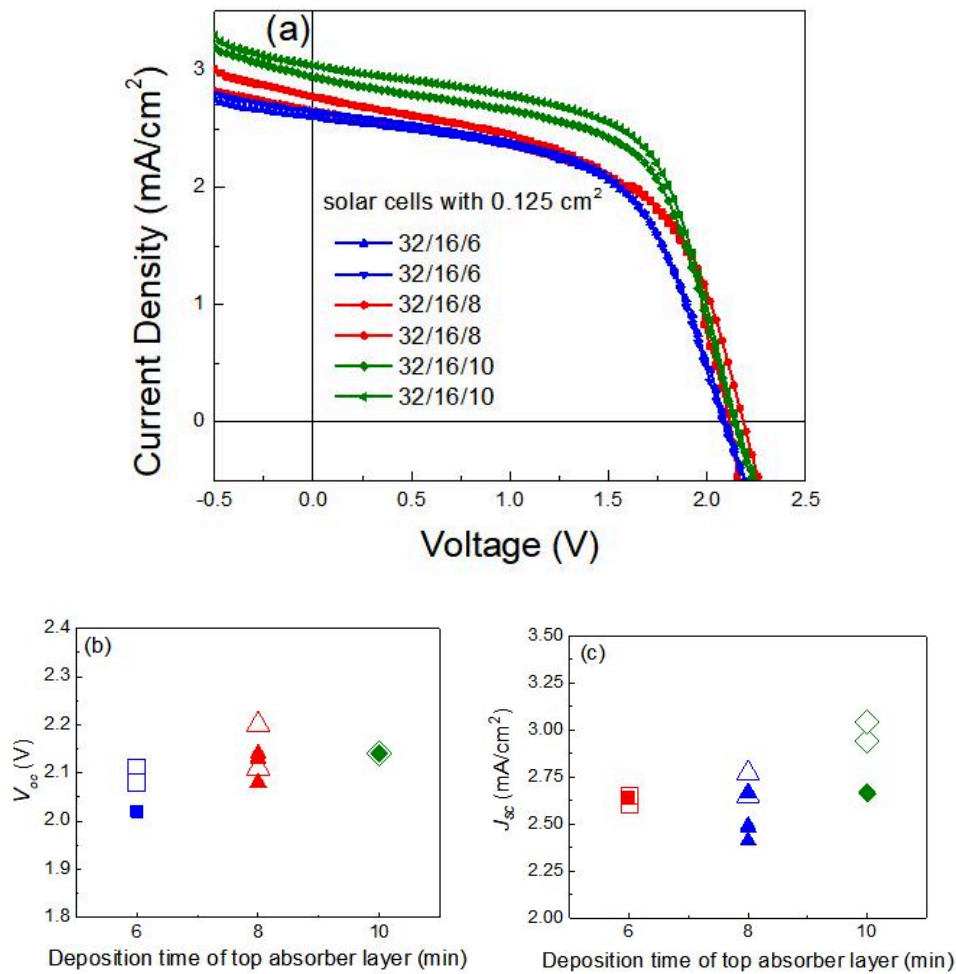 (a)
Current Density (mA/cm²)
3
2
1
0
solar cells with 0.125 cm²
32/16/6
32/16/6
32/16/8
32/16/8
32/16/10
32/16/10
-0.5 0.0 0.5 1.0 1.5 2.0 2.5
Voltage (V)
(b)
V_oc (V)
2.4
2.3
2.2
2.1
2.0
1.9
1.8
6 8 10
Deposition time of top absorber layer (min)
(c)
J_sc (mA/cm²)
3.50
3.25
3.00
2.75
2.50
2.25
2.00
6 8 10
Deposition time of top absorber layer (min)